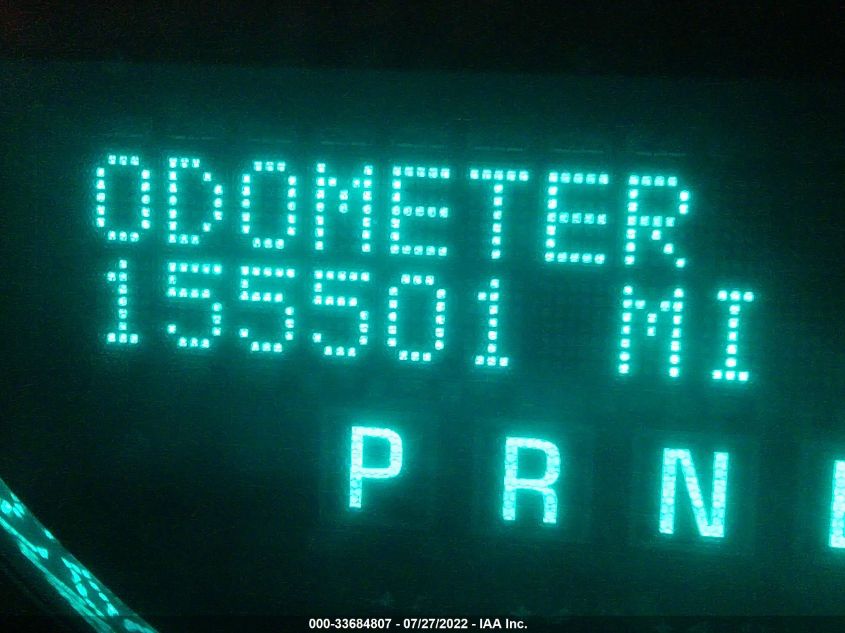 ODOMETER
155501 MI
P R N
000-33684807 - 07/27/2022 - IAA Inc.